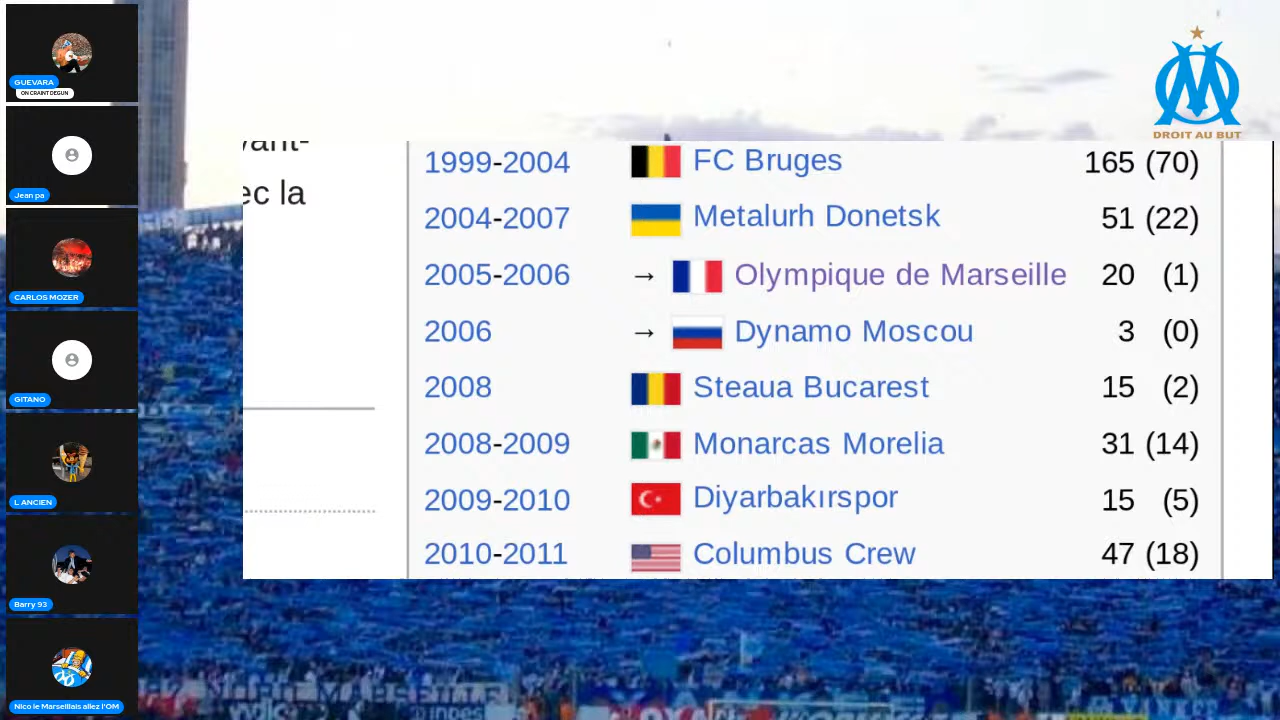 GUEVARA
ON CRAINT DEGUN
Jean pa
CARLOS MOZER
GITANO
L ANCIEN
Barry 93
Nico le Marseillais allez l'OM
DROIT AU BUT
ec la
1999-2004 FC Bruges 165 (70)
2004-2007 Metalurh Donetsk 51 (22)
2005-2006 → Olympique de Marseille 20 (1)
2006 → Dynamo Moscou 3 (0)
2008 Steaua Bucarest 15 (2)
2008-2009 Monarcas Morelia 31 (14)
2009-2010 Diyarbakırspor 15 (5)
2010-2011 Columbus Crew 47 (18)
MARSEILLE